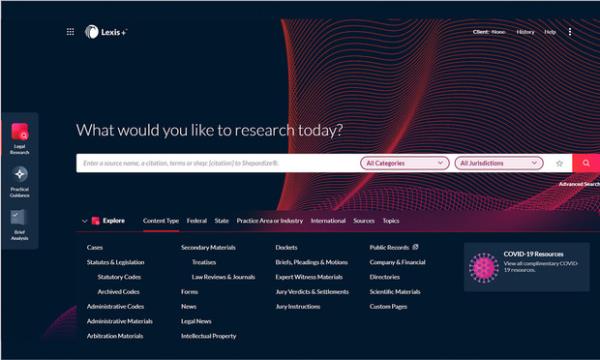 Lexis+
Client: None History Help
Legal
Research
Practical
Guidance
Brief
Analysis
What would you like to research today?
Enter a source name, a citation, terms or shep: [citation] to Shepardize®.
All Categories
All Jurisdictions
Advanced Search
Explore Content Type Federal State Practice Area or Industry International Sources Topics
Cases
Statutes & Legislation
Statutory Codes
Archived Codes
Administrative Codes
Administrative Materials
Arbitration Materials
Secondary Materials
Treatises
Law Reviews & Journals
Forms
News
Legal News
Intellectual Property
Dockets
Briefs, Pleadings & Motions
Expert Witness Materials
Jury Verdicts & Settlements
Jury Instructions
Public Records
Company & Financial
Directories
Scientific Materials
Custom Pages
COVID-19 Resources
View all complimentary COVID-
19 resources.